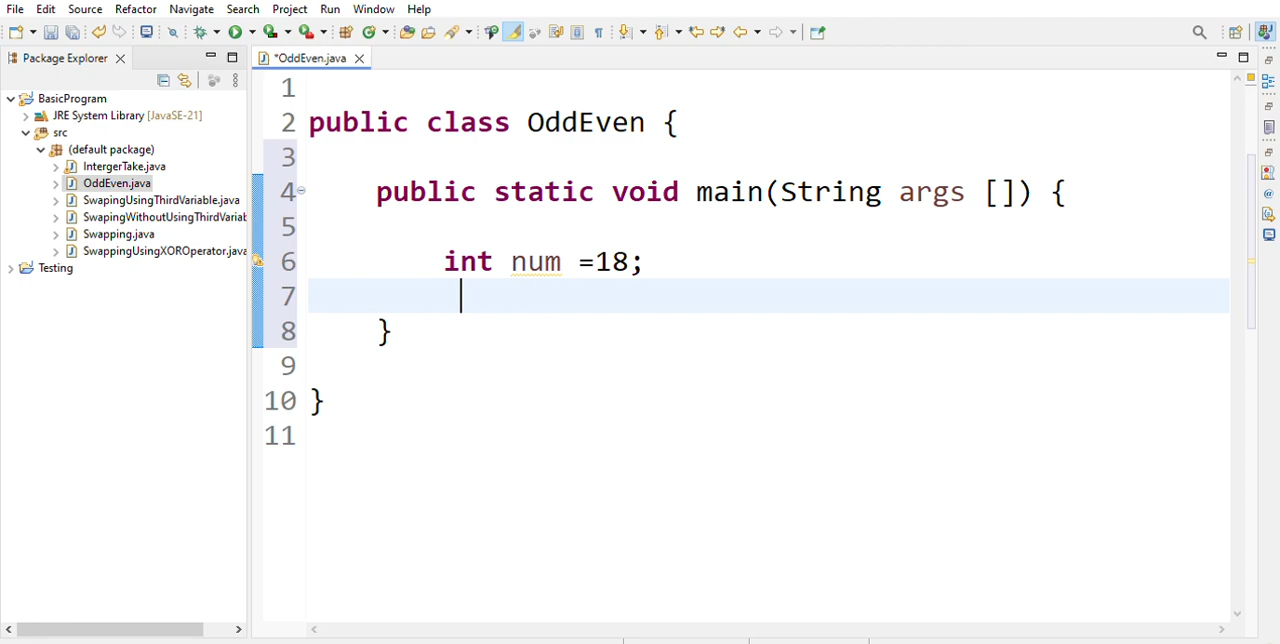 File Edit Source Refactor Navigate Search Project Run Window Help
Package Explorer
*OddEven.java
BasicProgram
JRE System Library [JavaSE-21]
src
(default package)
IntergerTake.java
OddEven.java
SwapingUsingThirdVariable.java
SwapingWithoutUsingThirdVariab
Swapping.java
SwappingUsingXOROperator.java
Testing
1
2 public class OddEven {
3
4 public static void main(String args []) {
5
6 int num =18;
7
8 }
9
10 }
11